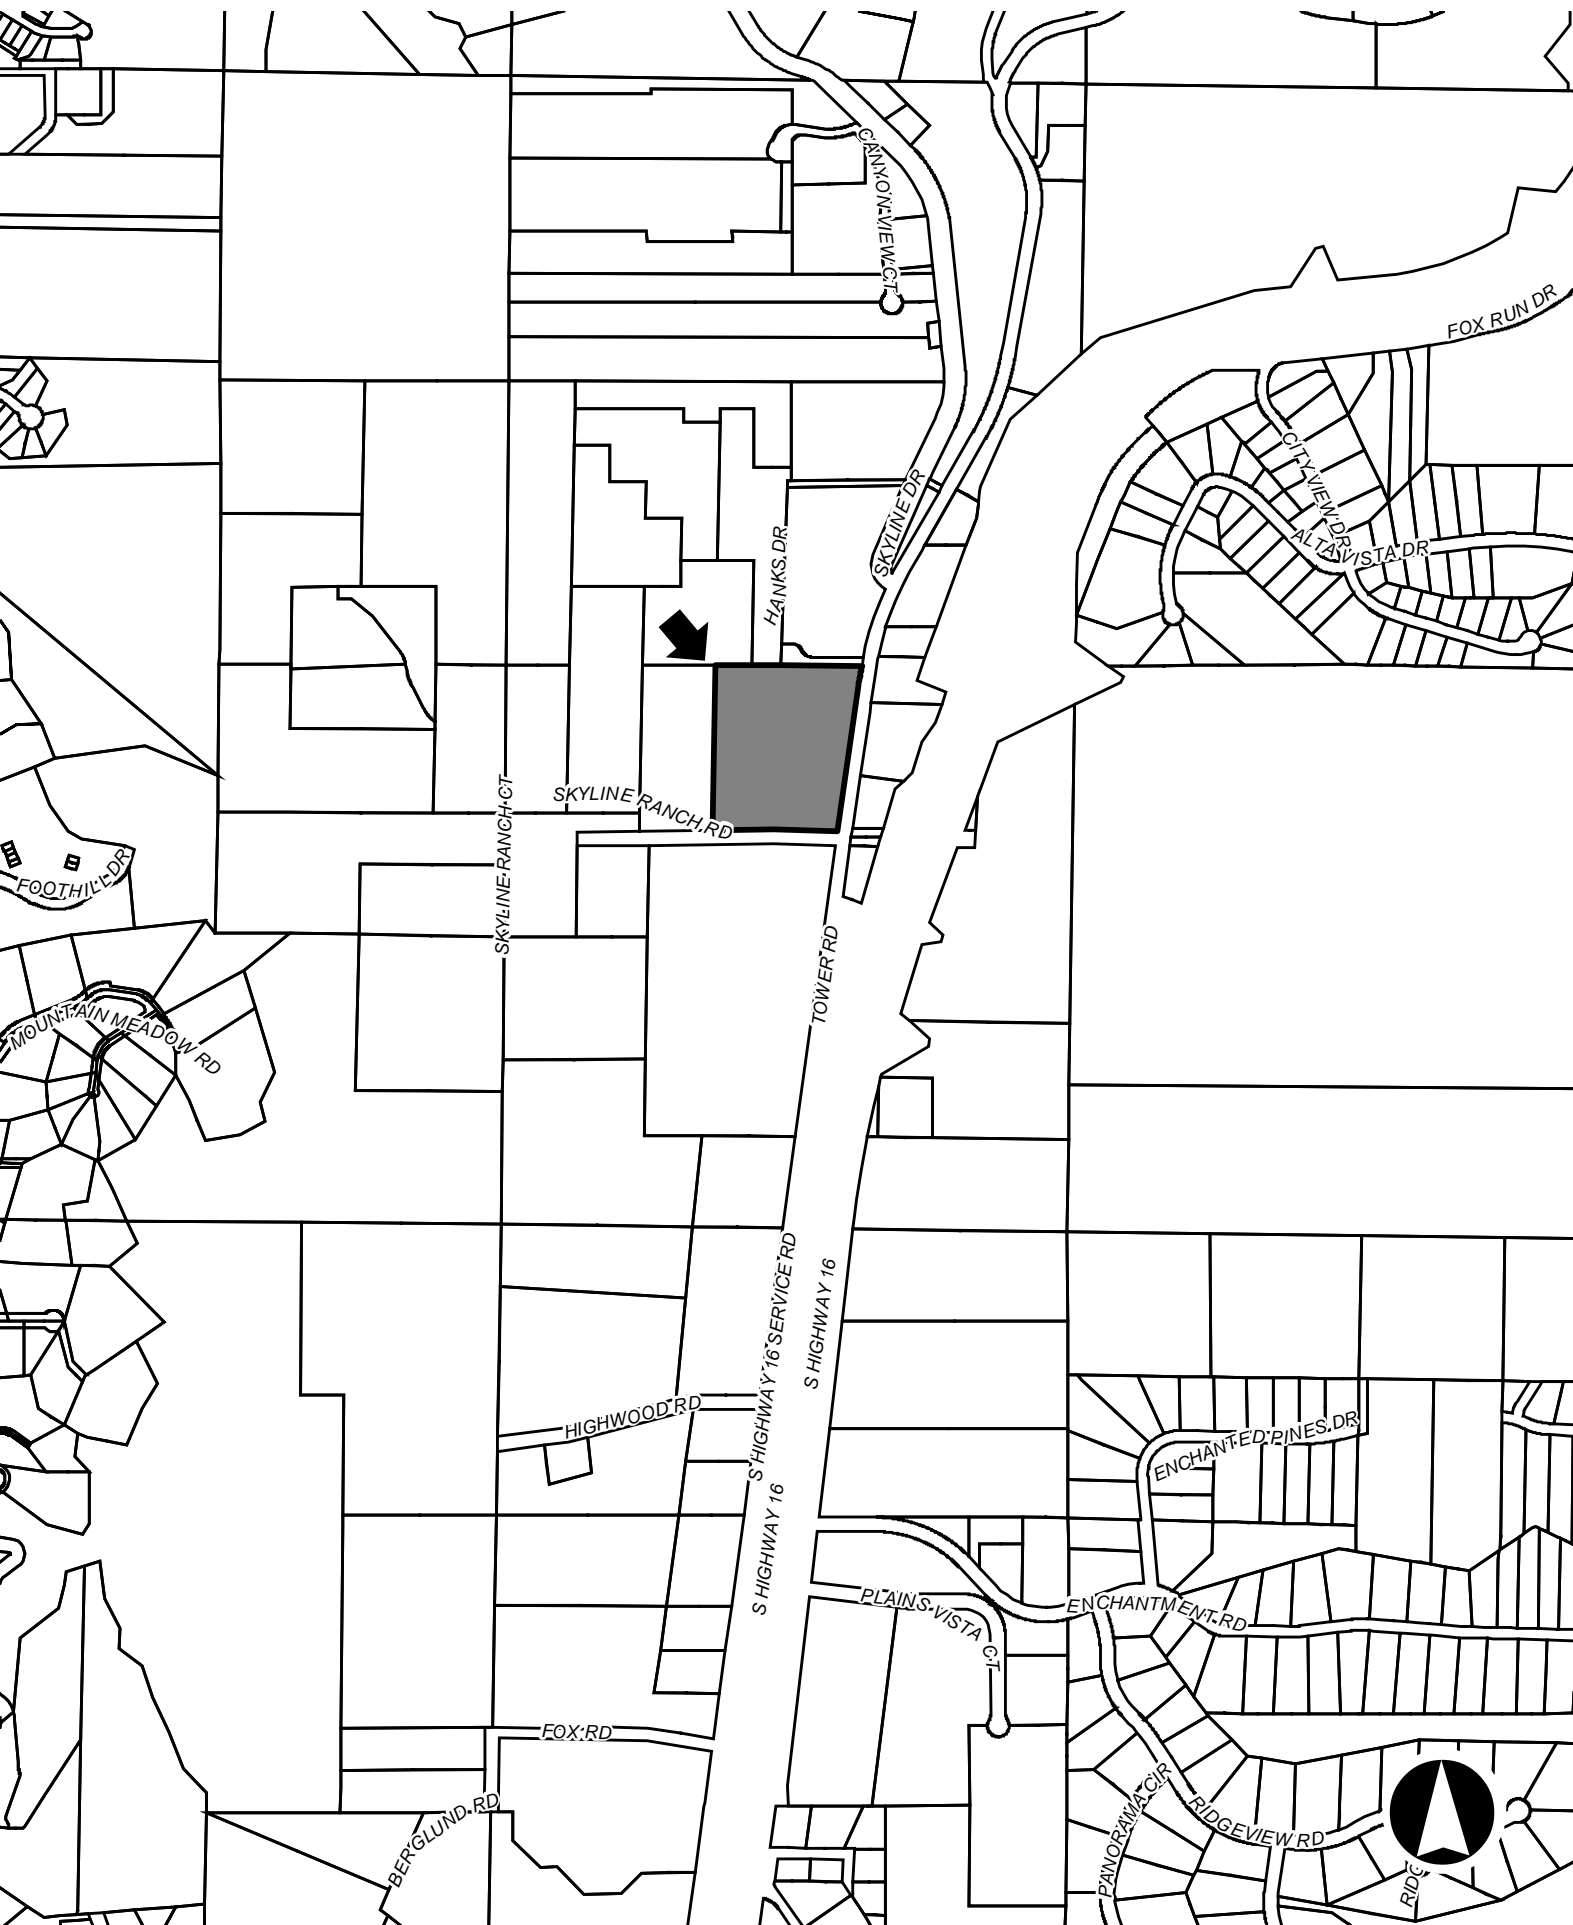 CANYON VIEW CT
FOX RUN DR
CITY VIEW DR
SKYLINE DR
HANKS DR
ALTA VISTA DR
SKYLINE RANCH RD
SKYLINE RANCH CT
FOOTHILL DR
TOWER RD
MOUNTAIN MEADOW RD
S HIGHWAY 16 SERVICE RD
S HIGHWAY 16
HIGHWOOD RD
ENCHANTED PINES DR
S HIGHWAY 16
PLAINS VISTA CT
ENCHANTMENT RD
FOX RD
PANORAMA CIR
RIDGEVIEW RD
BERGLUND RD